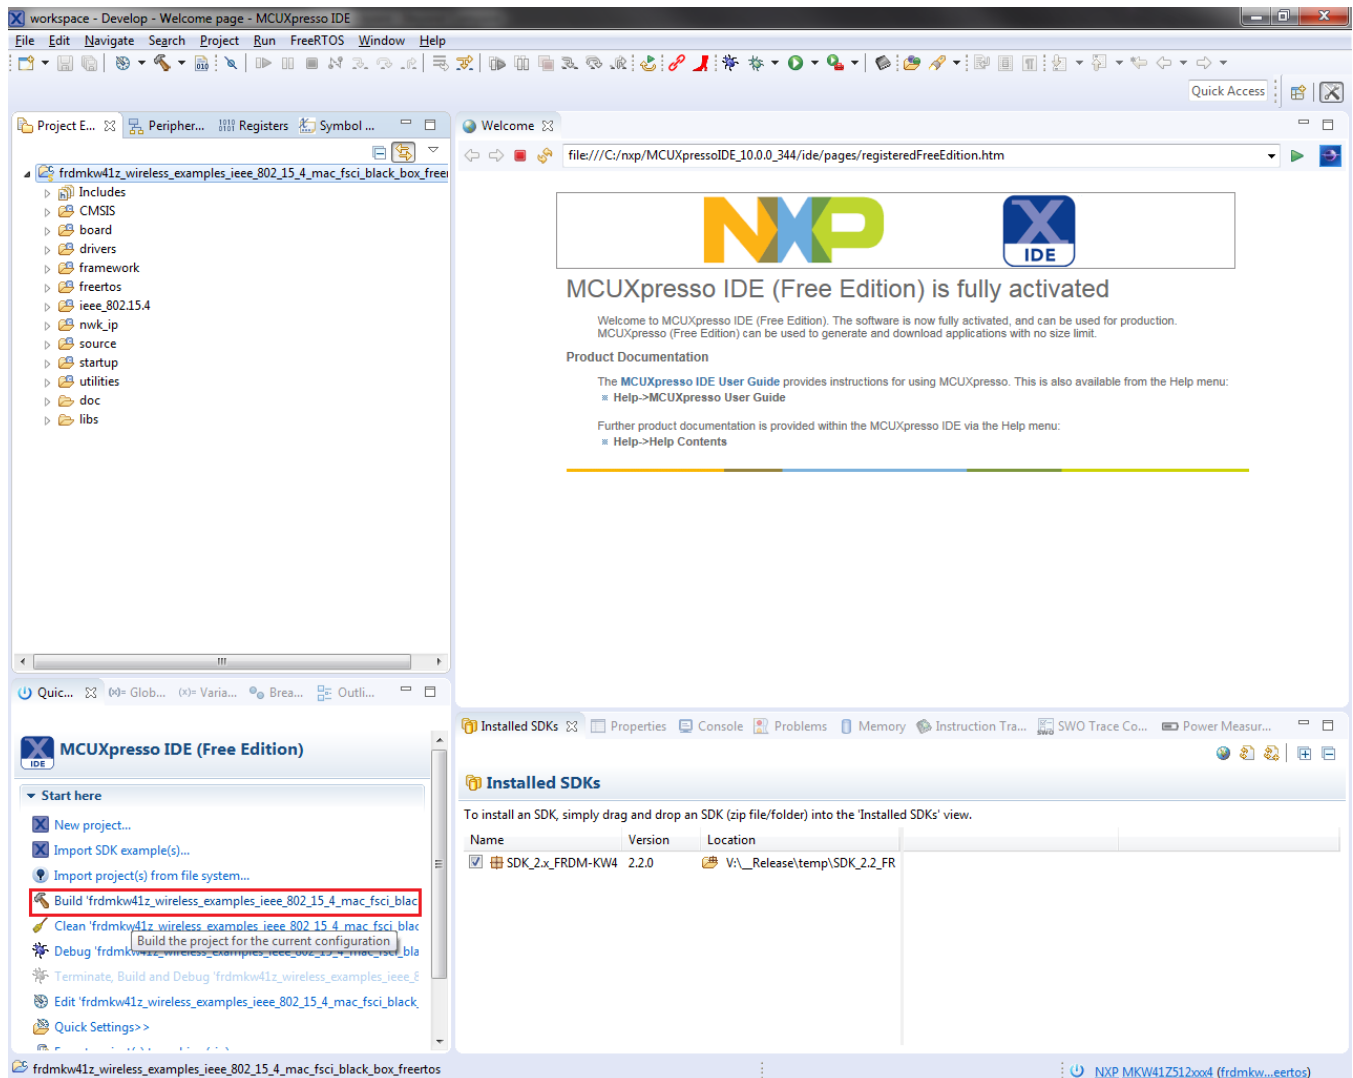 workspace - Develop - Welcome page - MCUXpresso IDE
File Edit Navigate Search Project Run FreeRTOS Window Help
Quick Access
Project E... Peripher... Registers Symbol ...
Welcome
file:///C:/nxp/MCUXpressoIDE_10.0.0_344/ide/pages/registeredFreeEdition.htm
frdmkw41z_wireless_examples_ieee_802_15_4_mac_fsci_black_box_freer
Includes
CMSIS
board
drivers
framework
freertos
ieee_802.15.4
nwk_ip
source
startup
utilities
doc
libs
NXP
IDE
MCUXpresso IDE (Free Edition) is fully activated
Welcome to MCUXpresso IDE (Free Edition). The software is now fully activated, and can be used for production.
MCUXpresso (Free Edition) can be used to generate and download applications with no size limit.
Product Documentation
The MCUXpresso IDE User Guide provides instructions for using MCUXpresso. This is also available from the Help menu:
Help->MCUXpresso User Guide
Further product documentation is provided within the MCUXpresso IDE via the Help menu:
Help->Help Contents
Quic... (x)= Glob... (x)= Varia... Brea... Outli...
IDE
MCUXpresso IDE (Free Edition)
Start here
New project...
Import SDK example(s)...
Import project(s) from file system...
Build 'frdmkw41z_wireless_examples_ieee_802_15_4_mac_fsci_blac
Clean 'frdmkw41z_wireless_examples_ieee_802_15_4_mac_fsci_blac
Build the project for the current configuration
Debug 'frdmkw41z_wireless_examples_ieee_802_15_4_mac_fsci_bla
Terminate, Build and Debug 'frdmkw41z_wireless_examples_ieee_8
Edit 'frdmkw41z_wireless_examples_ieee_802_15_4_mac_fsci_black_
Quick Settings>>
Installed SDKs Properties Console Problems Memory Instruction Tra... SWO Trace Co... Power Measur...
Installed SDKs
To install an SDK, simply drag and drop an SDK (zip file/folder) into the 'Installed SDKs' view.
Name Version Location
SDK_2.x_FRDM-KW4 2.2.0 V:\__Release\temp\SDK_2.2_FR
frdmkw41z_wireless_examples_ieee_802_15_4_mac_fsci_black_box_freertos
NXP MKW41Z512xxx4 (frdmkw...eertos)